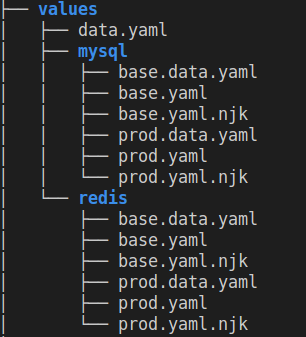 ├── values
│   ├── data.yaml
│   ├── mysql
│   │   ├── base.data.yaml
│   │   ├── base.yaml
│   │   ├── base.yaml.njk
│   │   ├── prod.data.yaml
│   │   ├── prod.yaml
│   │   └── prod.yaml.njk
│   └── redis
│       ├── base.data.yaml
│       ├── base.yaml
│       ├── base.yaml.njk
│       ├── prod.data.yaml
│       ├── prod.yaml
│       └── prod.yaml.njk